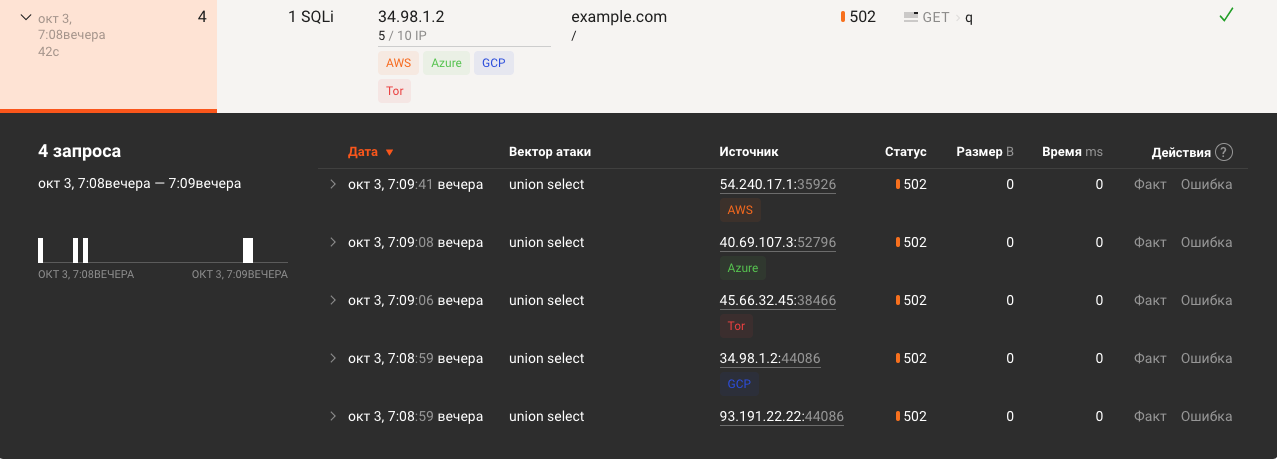 окт 3,
7:08вечера
42с
4
1 SQLi
34.98.1.2
5 / 10 IP
AWS Azure GCP
Tor
example.com
/
502
GET › q
4 запроса
окт 3, 7:08вечера — 7:09вечера
ОКТ 3, 7:08ВЕЧЕРА ОКТ 3, 7:09ВЕЧЕРА
Дата Вектор атаки Источник Статус Размер B Время ms Действия ?
окт 3, 7:09:41 вечера union select 54.240.17.1:35926 502 0 0 Факт Ошибка
AWS
окт 3, 7:09:08 вечера union select 40.69.107.3:52796 502 0 0 Факт Ошибка
Azure
окт 3, 7:09:06 вечера union select 45.66.32.45:38466 502 0 0 Факт Ошибка
Tor
окт 3, 7:08:59 вечера union select 34.98.1.2:44086 502 0 0 Факт Ошибка
GCP
окт 3, 7:08:59 вечера union select 93.191.22.22:44086 502 0 0 Факт Ошибка